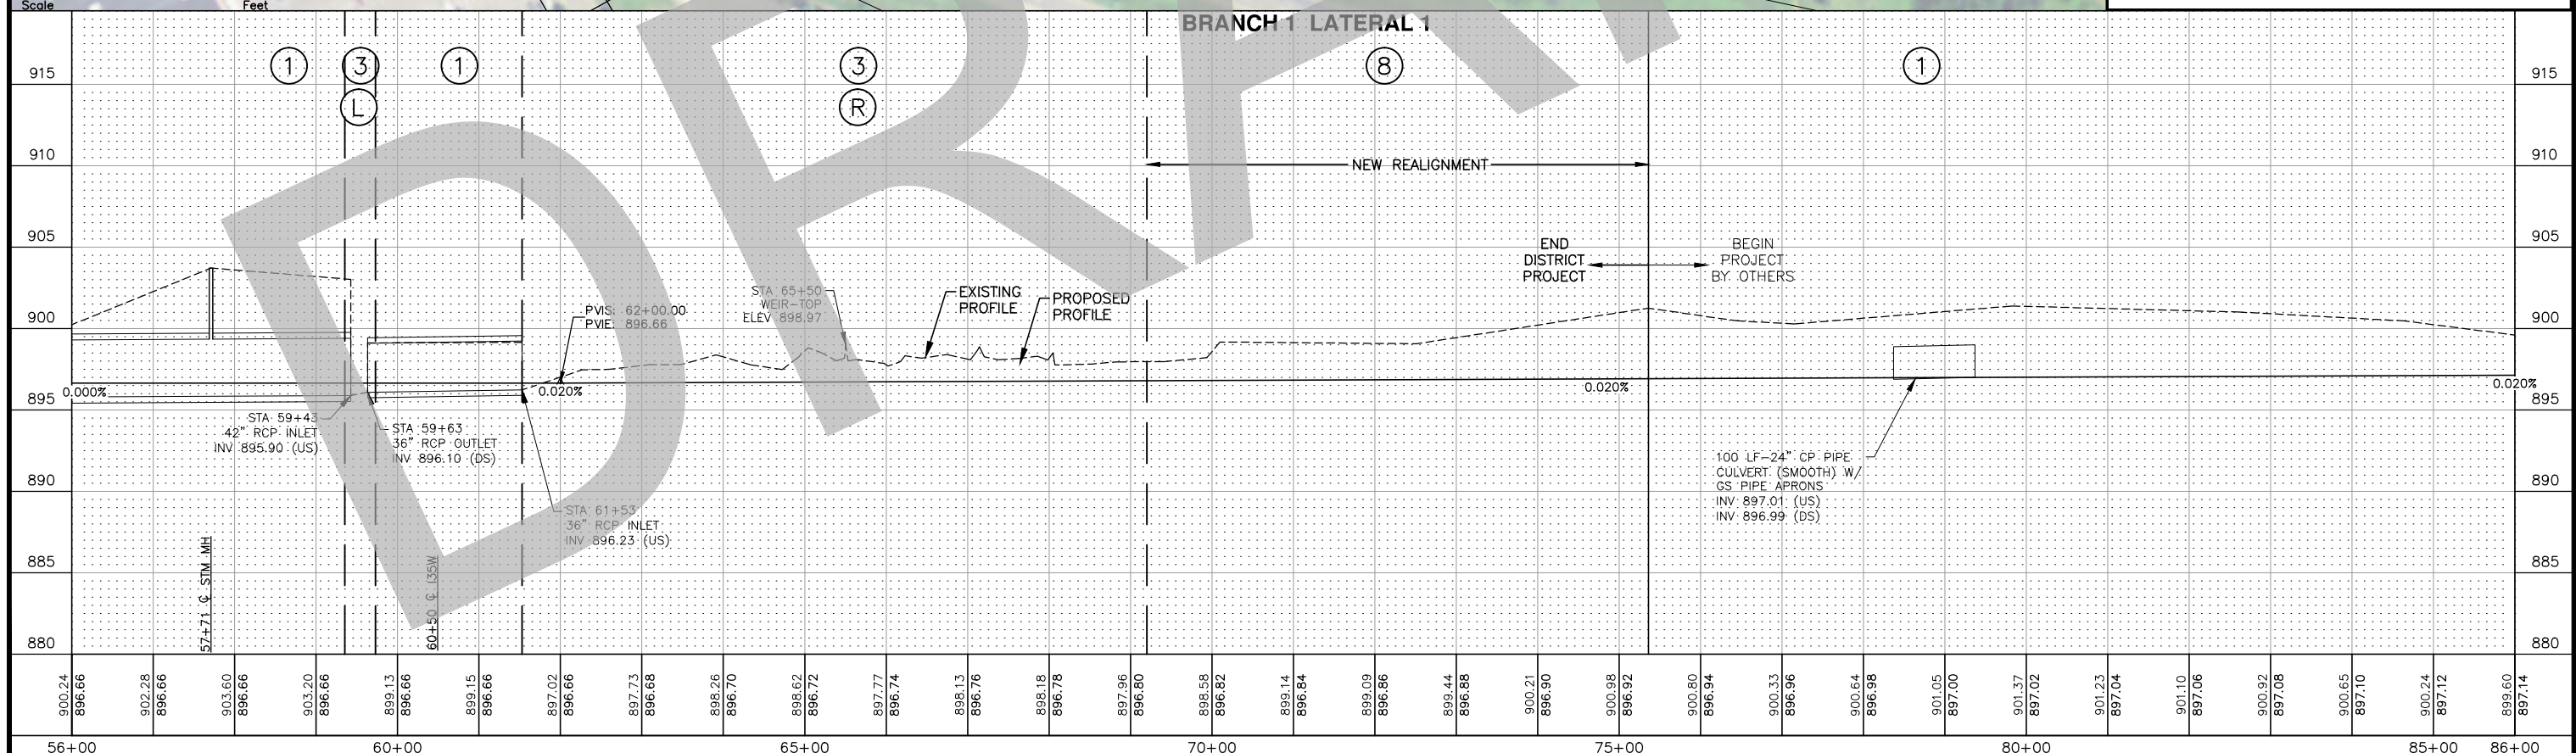 Scale
Feet
BRANCH 1 LATERAL 1
1
3
1
3
8
1
L
R
915
915
910
910
NEW REALIGNMENT
905
905
END
DISTRICT
PROJECT
BEGIN
PROJECT
BY OTHERS
900
900
PVIS: 62+00.00
PVIE: 896.66
STA 65+50
WEIR-TOP
ELEV 898.97
EXISTING
PROFILE
PROPOSED
PROFILE
0.000%
0.020%
0.020%
0.020%
895
895
STA 59+43
42" RCP INLET
INV 895.90 (US)
STA 59+63
36" RCP OUTLET
INV 896.10 (DS)
100 LF-24" CP PIPE
CULVERT (SMOOTH) W/
GS PIPE APRONS
INV 897.01 (US)
INV 896.99 (DS)
890
890
STA 61+53
36" RCP INLET
INV 896.23 (US)
885
885
57+71 ℄ STM MH
60+50 ℄ I35W
880
880
900.24 896.66
902.28 896.66
903.60 896.66
903.20 896.66
899.13 896.66
899.15 896.66
897.02 896.66
897.73 896.68
898.26 896.70
898.62 896.72
897.77 896.74
898.13 896.76
898.18 896.78
897.96 896.80
898.58 896.82
899.14 896.84
899.09 896.86
899.44 896.88
900.21 896.90
900.98 896.92
900.80 896.94
900.33 896.96
900.64 896.98
901.05 897.00
901.37 897.02
901.23 897.04
901.10 897.06
900.92 897.08
900.65 897.10
900.24 897.12
899.60 897.14
56+00
60+00
65+00
70+00
75+00
80+00
85+00
86+00